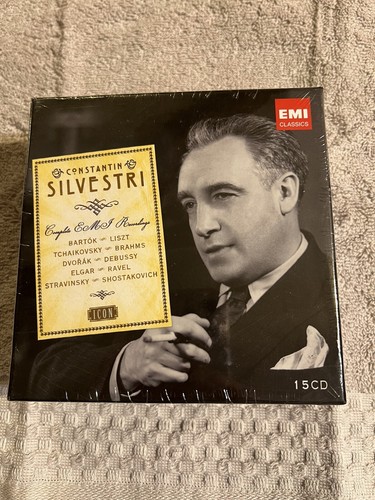 EMI
CLASSICS
CONSTANTIN
SILVESTRI
Complete EMI Recordings
BARTÓK LISZT
TCHAIKOVSKY BRAHMS
DVOŘÁK DEBUSSY
ELGAR RAVEL
STRAVINSKY SHOSTAKOVICH
ICON
15CD